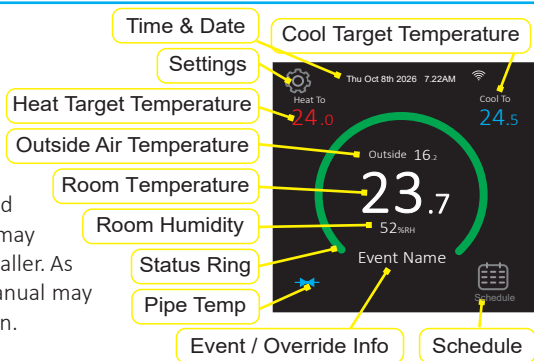 Time & Date
Cool Target Temperature
Settings
Thu Oct 8th 2026 7.22AM
Heat Target Temperature
Heat To
24.0
Cool To
24.5
Outside Air Temperature
Outside 16.2
Room Temperature
23.7
Room Humidity
52%RH
may
Status Ring
Event Name
aller. As
anual may
Pipe Temp
Schedule
n.
Event / Override Info
Schedule